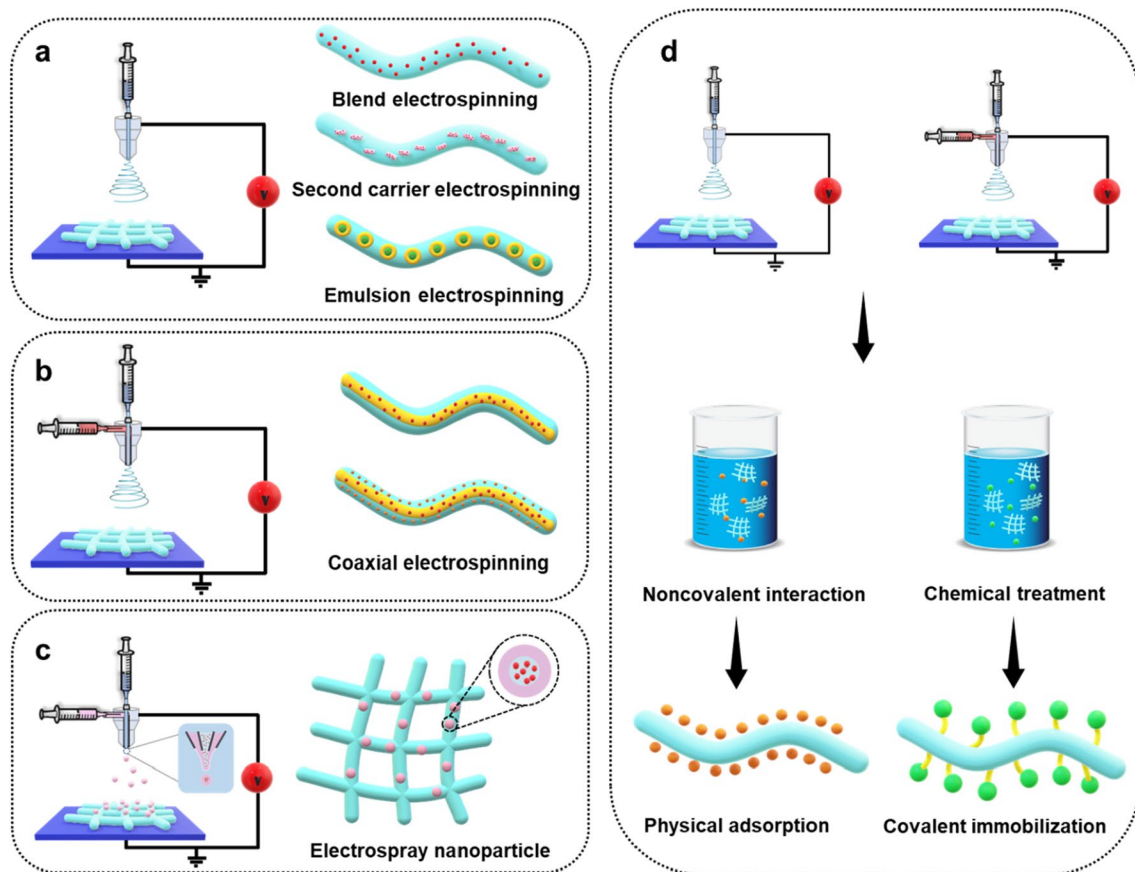 a
Blend electrospinning
Second carrier electrospinning
V
Emulsion electrospinning
b
V
Coaxial electrospinning
c
V
Electrospray nanoparticle
d
V
V
Noncovalent interaction
Chemical treatment
Physical adsorption
Covalent immobilization